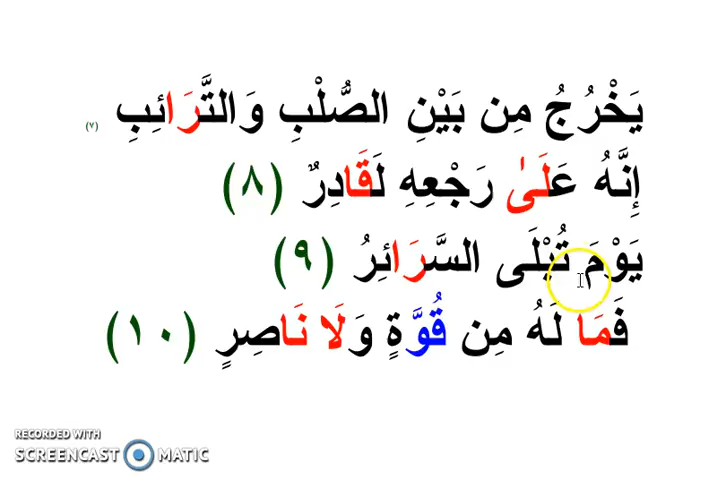 يَخْرُجُ مِن بَيْنِ الصُّلْبِ وَالتَّرَائِبِ (٧)
إِنَّهُ عَلَىٰ رَجْعِهِ لَقَادِرٌ (٨)
يَوْمَ تُبْلَى السَّرَائِرُ (٩)
فَمَا لَهُ مِن قُوَّةٍ وَلَا نَاصِرٍ (١٠)
RECORDED WITH
SCREENCAST MATIC